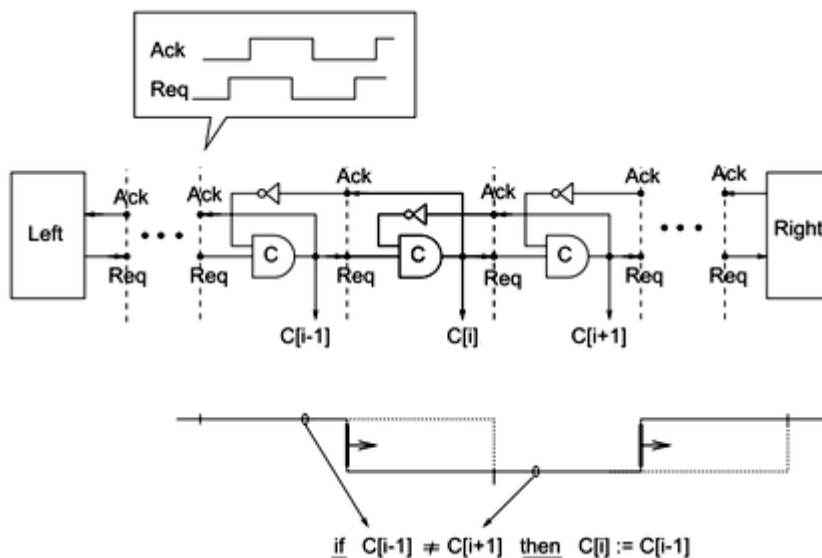 Ack
Req
Left
Ack
Req
Ack
Req
C
Ack
Req
C
Ack
Req
C
Ack
Req
Ack
Req
Right
C[i-1]
C[i]
C[i+1]
if C[i-1] ≠ C[i+1] then C[i] := C[i-1]